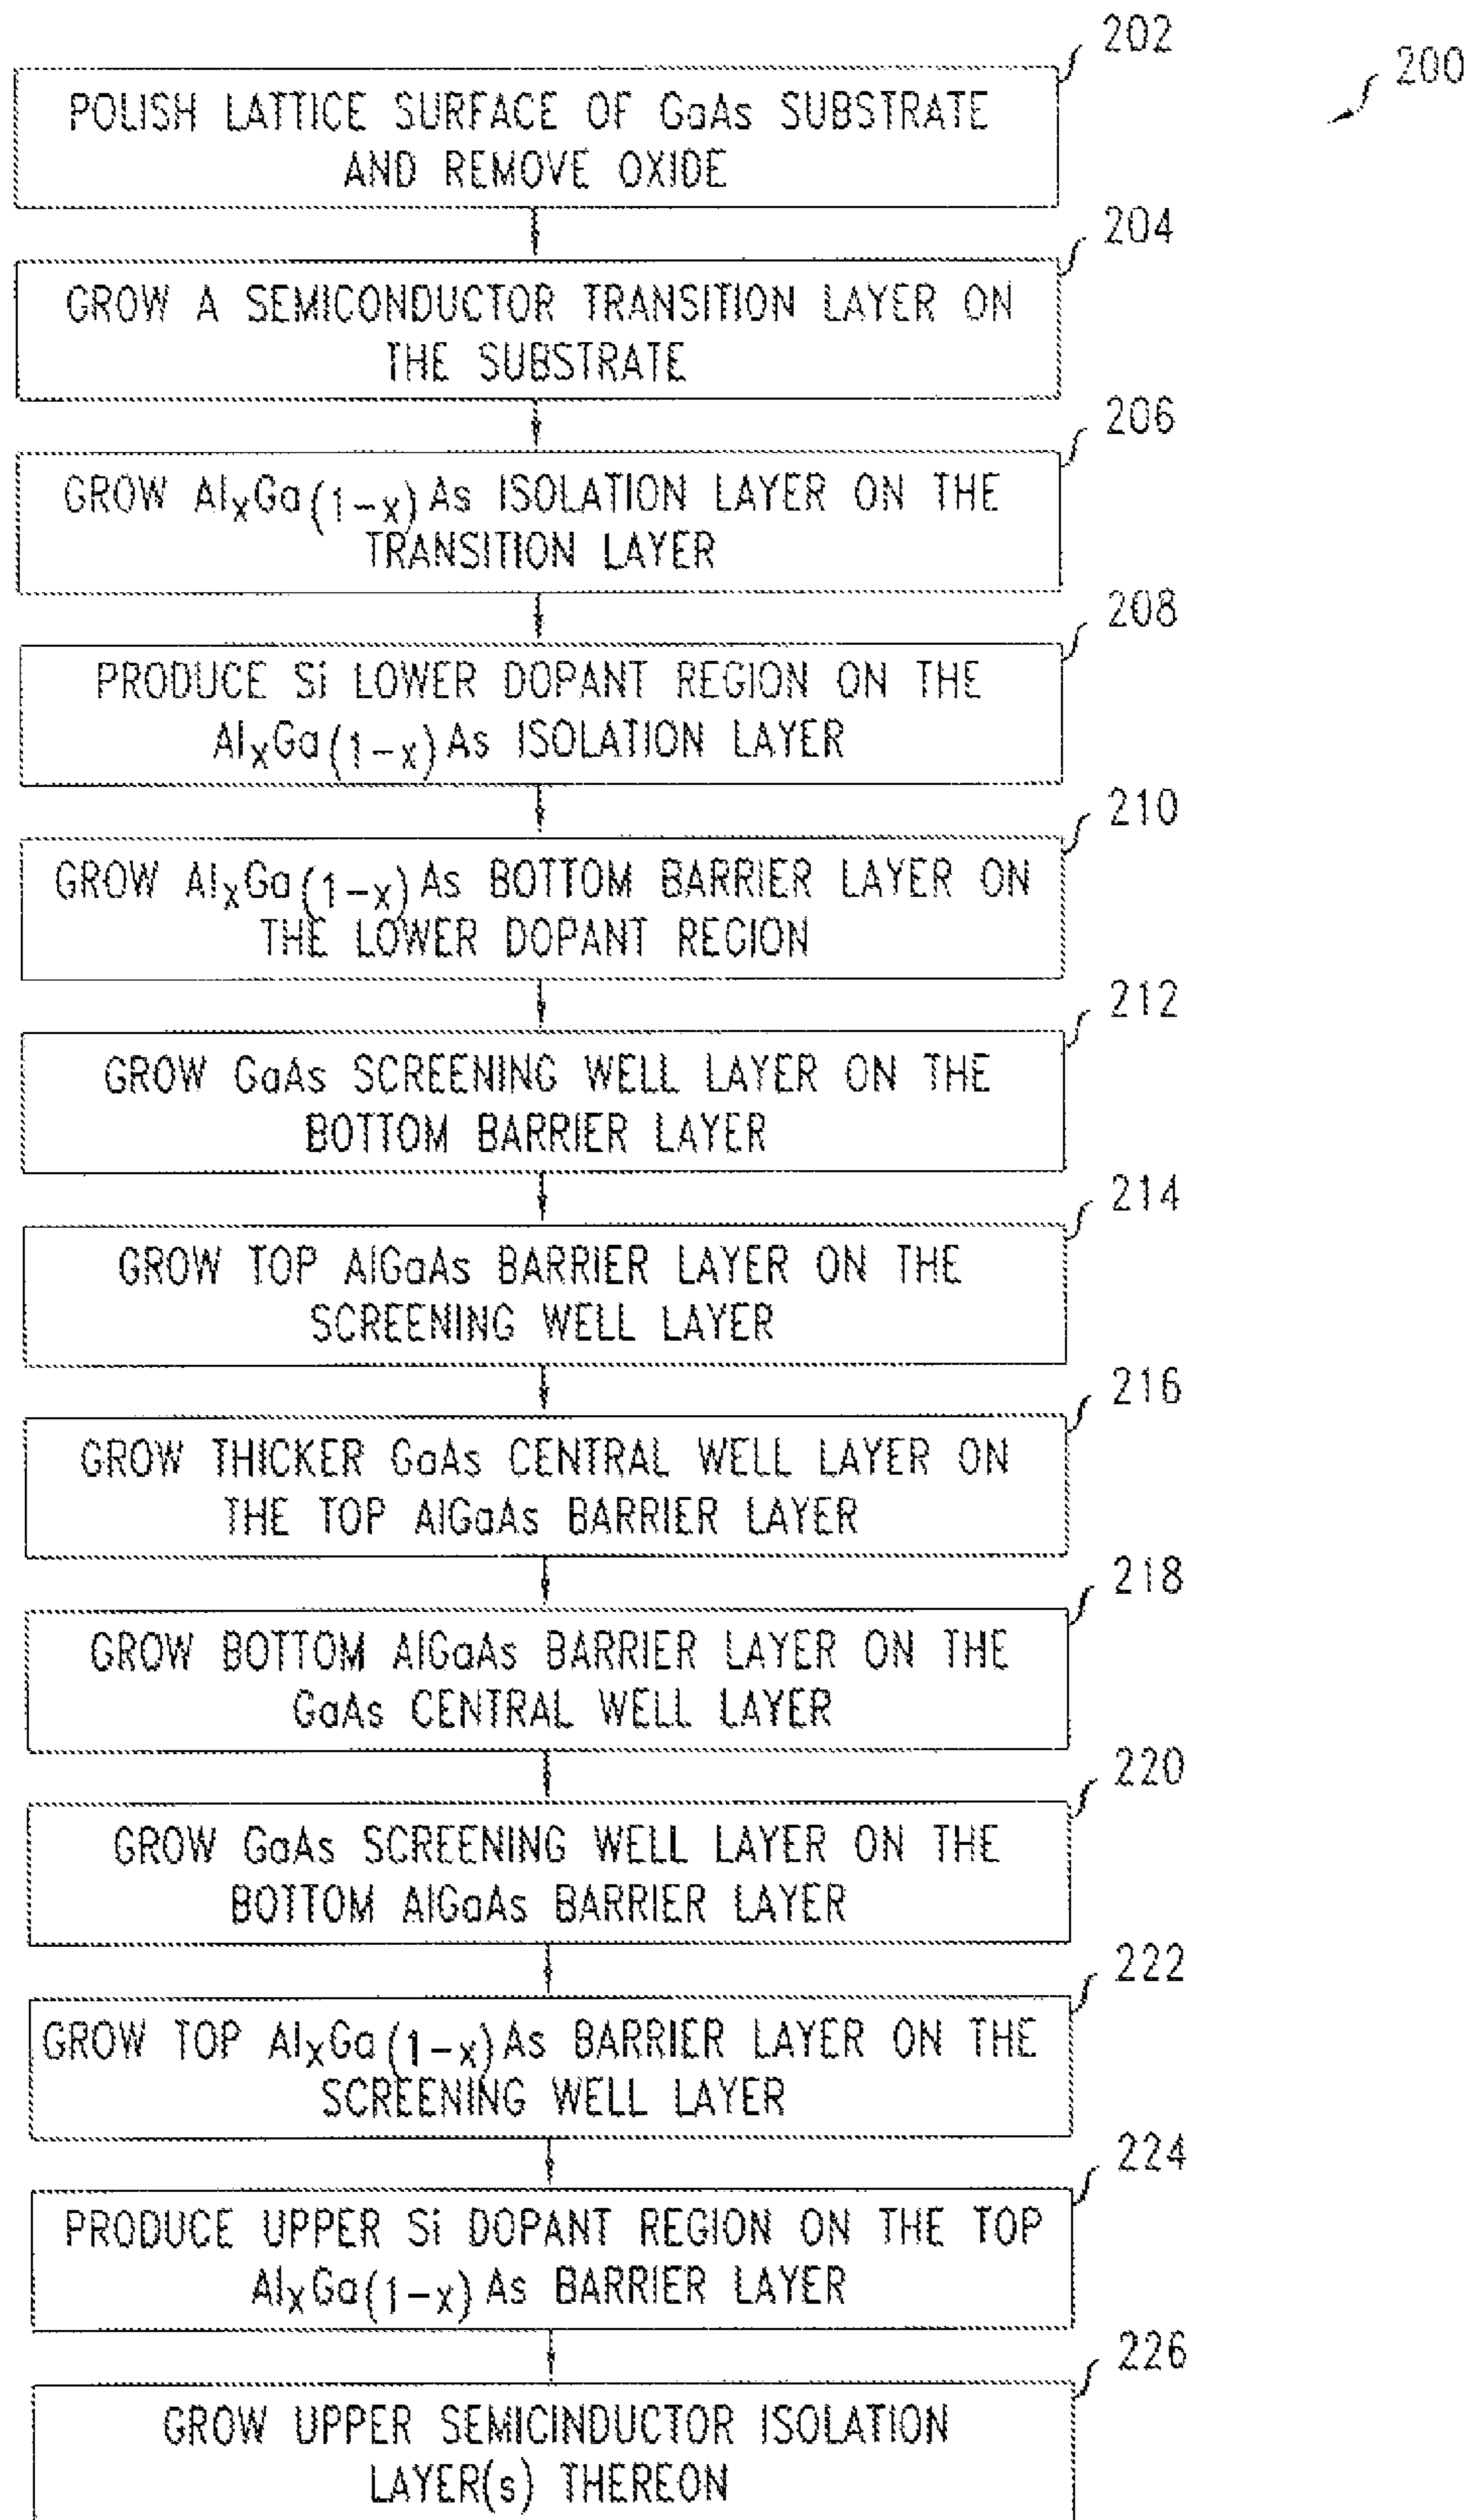 202
200
POLISH LATTICE SURFACE OF GaAs SUBSTRATE
AND REMOVE OXIDE
204
GROW A SEMICONDUCTOR TRANSITION LAYER ON
THE SUBSTRATE
206
GROW AlxGa(1-x)As ISOLATION LAYER ON THE
TRANSITION LAYER
208
PRODUCE Si LOWER DOPANT REGION ON THE
AlxGa(1-x)As ISOLATION LAYER
210
GROW AlxGa(1-x)As BOTTOM BARRIER LAYER ON
THE LOWER DOPANT REGION
212
GROW GaAs SCREENING WELL LAYER ON THE
BOTTOM BARRIER LAYER
214
GROW TOP AlGaAs BARRIER LAYER ON THE
SCREENING WELL LAYER
216
GROW THICKER GaAs CENTRAL WELL LAYER ON
THE TOP AlGaAs BARRIER LAYER
218
GROW BOTTOM AlGaAs BARRIER LAYER ON THE
GaAs CENTRAL WELL LAYER
220
GROW GaAs SCREENING WELL LAYER ON THE
BOTTOM AlGaAs BARRIER LAYER
222
GROW TOP AlxGa(1-x)As BARRIER LAYER ON THE
SCREENING WELL LAYER
224
PRODUCE UPPER Si DOPANT REGION ON THE TOP
AlxGa(1-x)As BARRIER LAYER
226
GROW UPPER SEMICINDUCTOR ISOLATION
LAYER(s) THEREON